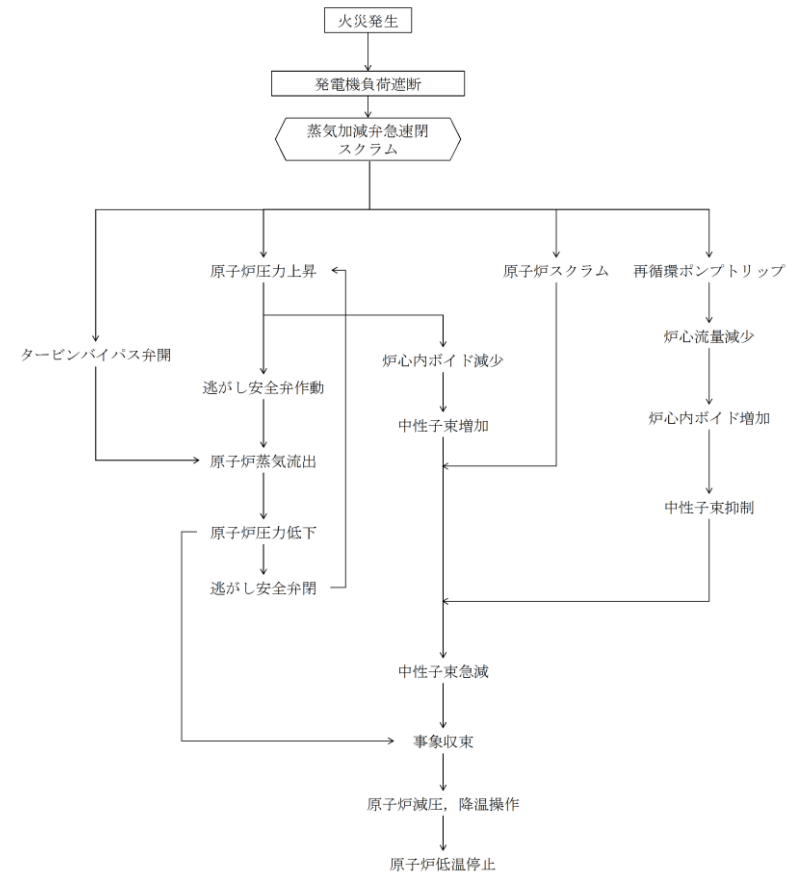 火災発生
発電機負荷遮断
蒸気加減弁急速閉
スクラム
原子炉圧力上昇
原子炉スクラム
再循環ポンプトリップ
炉心流量減少
タービンバイパス弁開
炉心内ボイド減少
逃がし安全弁作動
炉心内ボイド増加
中性子束増加
原子炉蒸気流出
中性子束抑制
原子炉圧力低下
逃がし安全弁閉
中性子束急減
事象収束
原子炉減圧，降温操作
原子炉低温停止